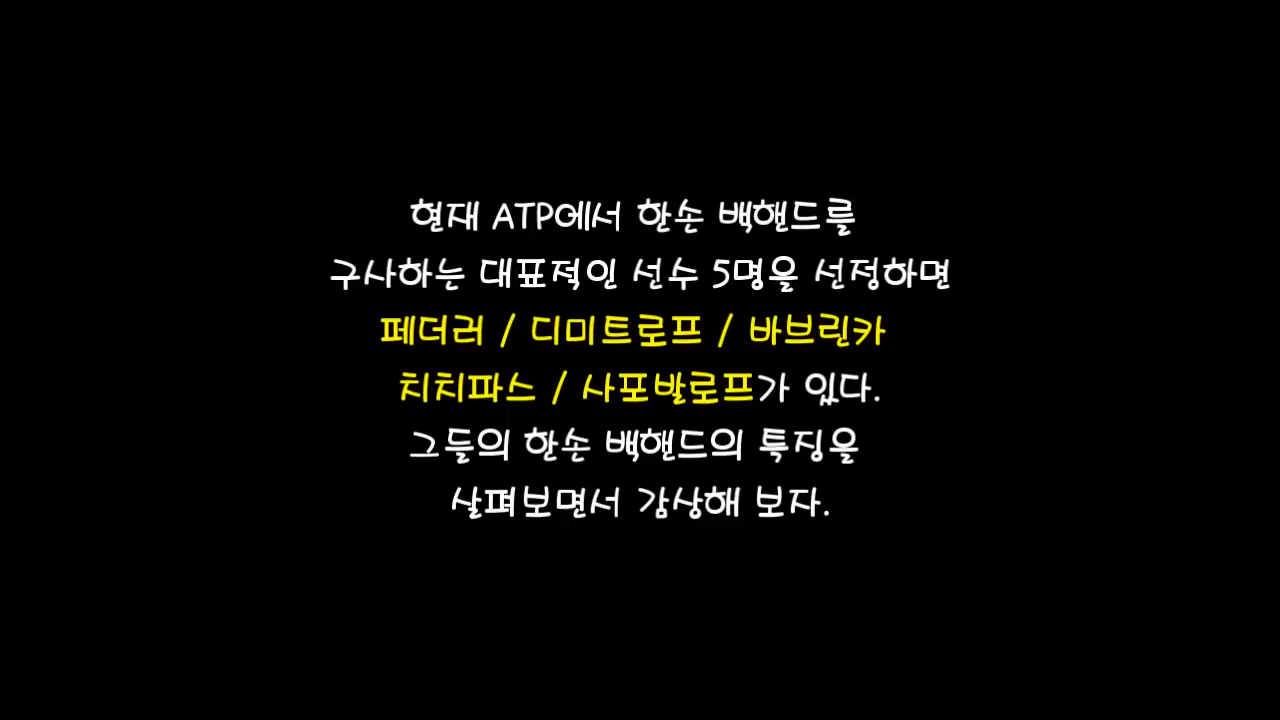 현재 ATP에서 한손 백핸드를
구사하는 대표적인 선수 5명을 선정하면
페더러 / 디미트로프 / 바브린카
치치파스 / 사포발로프가 있다.
그들의 한손 백핸드의 특징을
살펴보면서 감상해 보자.